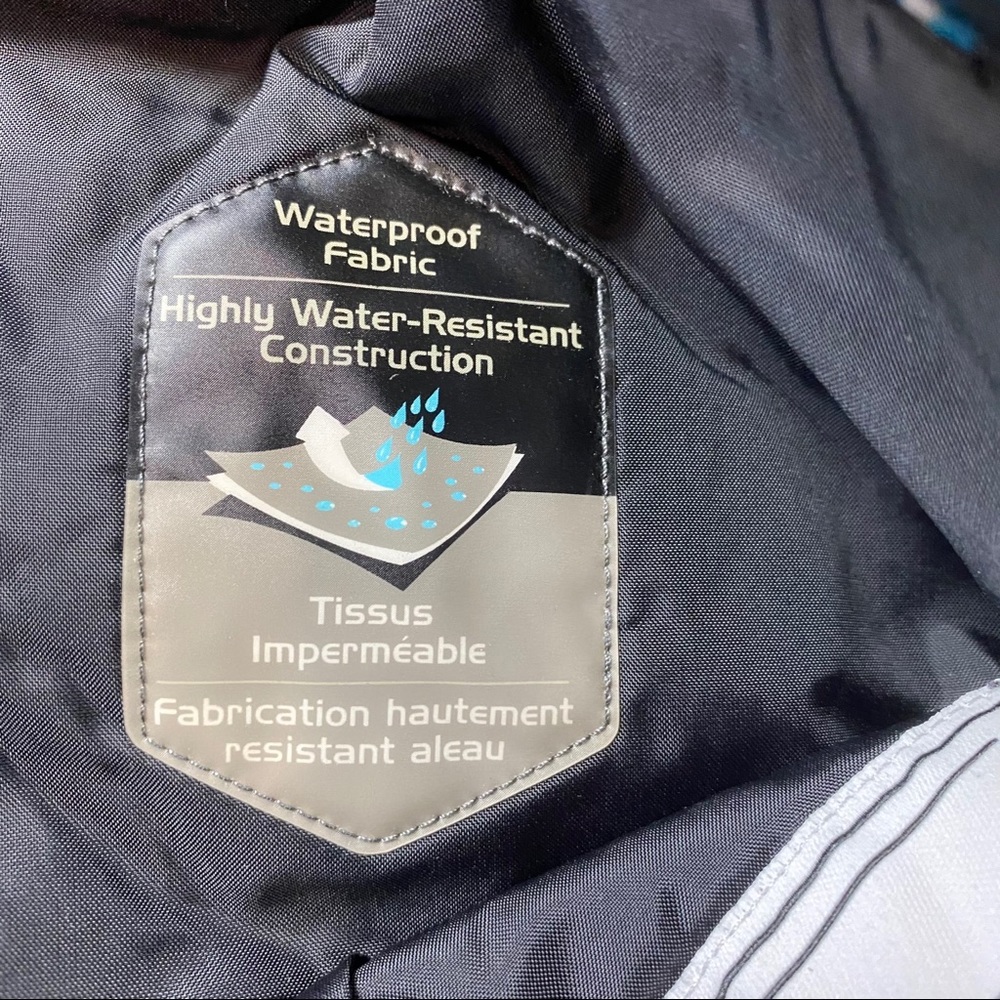 Waterproof
Fabric
Highly Water-Resistant
Construction
Tissus
Imperméable
Fabrication hautement
resistant aleau